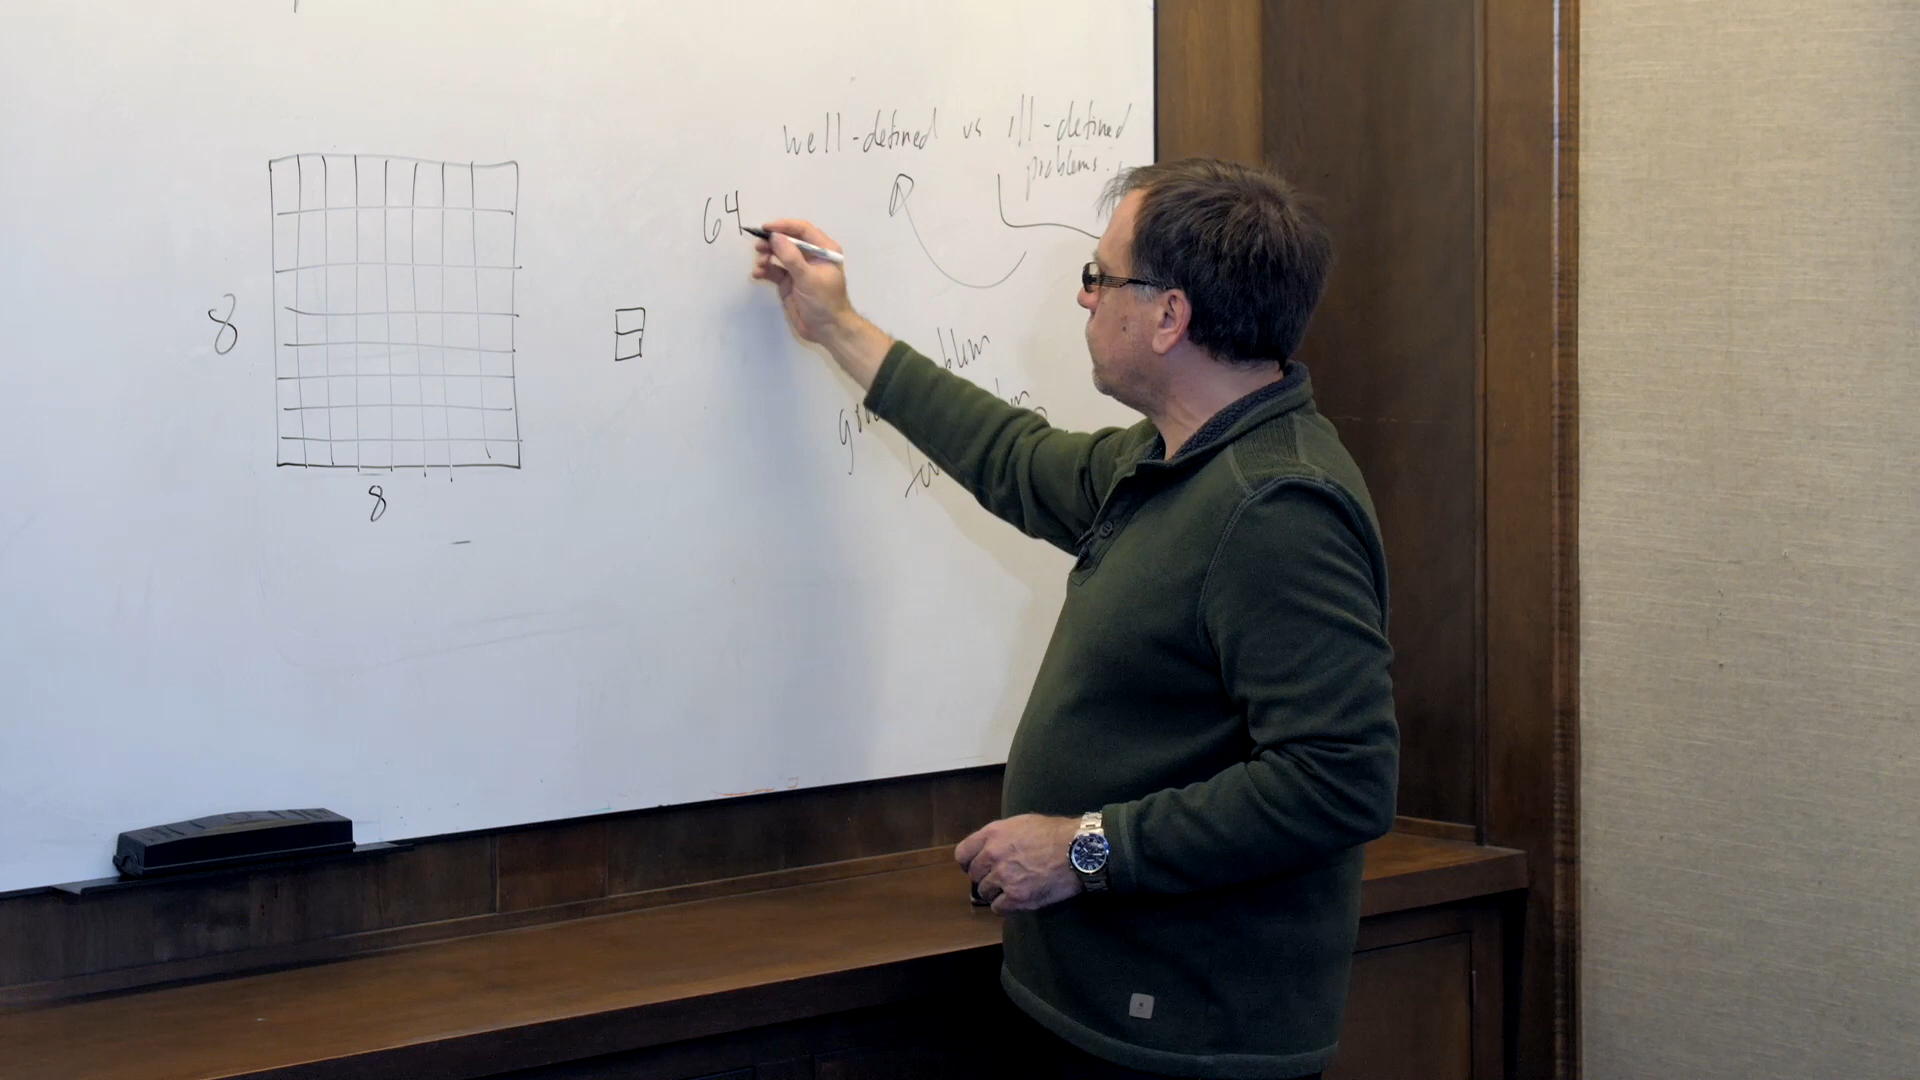 well-defined vs ill-defined
problems.
64
8
8